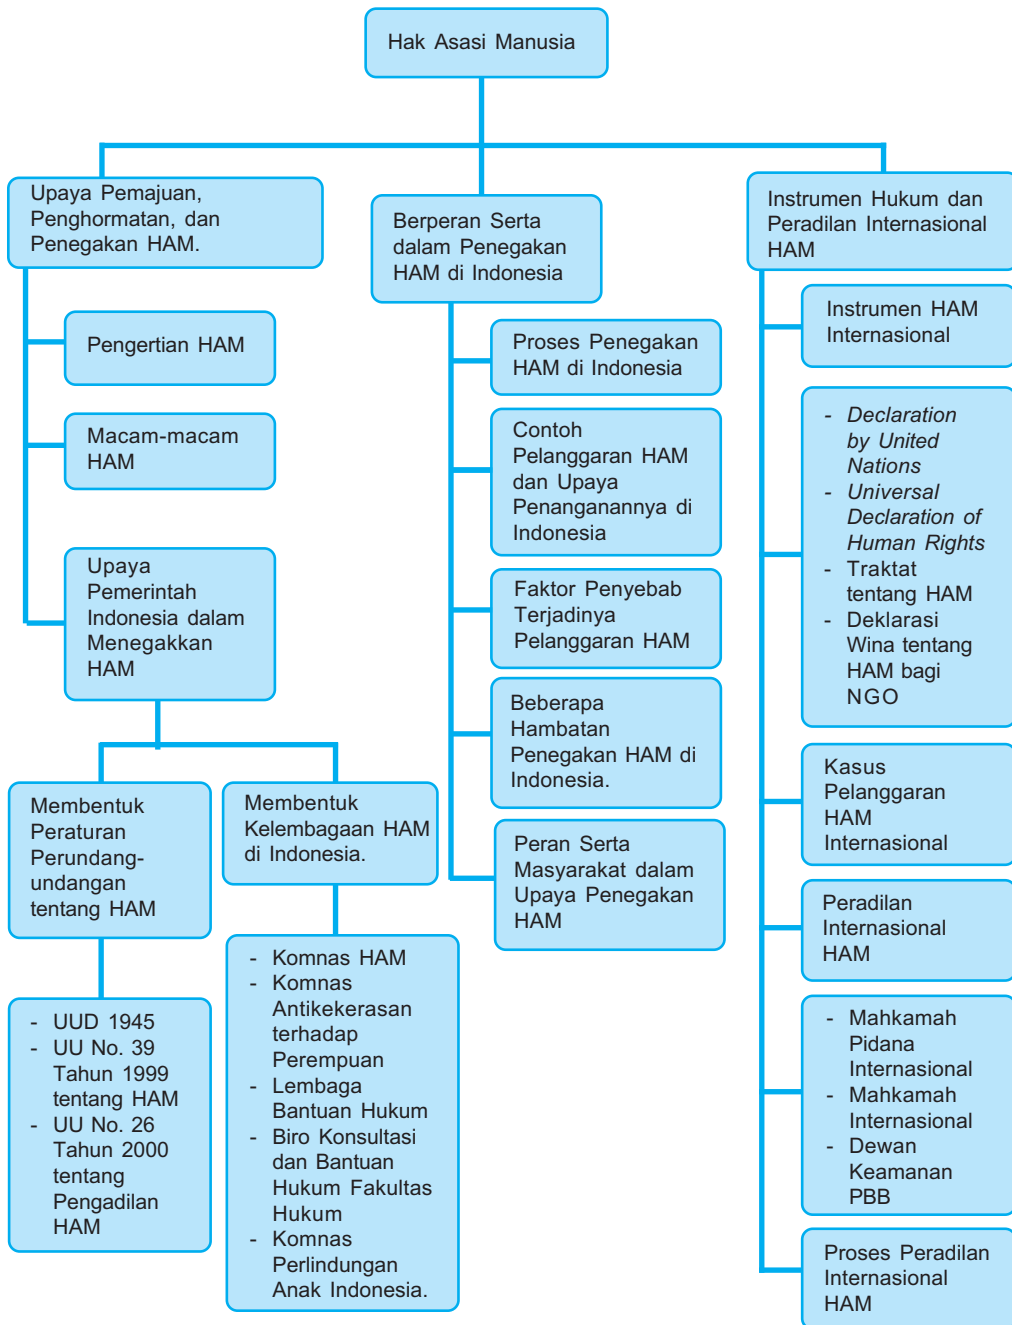 Hak Asasi Manusia
Upaya Pemajuan,
Penghormatan, dan
Penegakan HAM.
Pengertian HAM
Macam-macam
HAM
Upaya
Pemerintah
Indonesia dalam
Menegakkan
HAM
Membentuk
Peraturan
Perundang-
undangan
tentang HAM
- UUD 1945
- UU No. 39
Tahun 1999
tentang HAM
- UU No. 26
Tahun 2000
tentang
Pengadilan
HAM
Membentuk
Kelembagaan HAM
di Indonesia.
- Komnas HAM
- Komnas
Antikekerasan
terhadap
Perempuan
- Lembaga
Bantuan Hukum
- Biro Konsultasi
dan Bantuan
Hukum Fakultas
Hukum
- Komnas
Perlindungan
Anak Indonesia.
Berperan Serta
dalam Penegakan
HAM di Indonesia
Proses Penegakan
HAM di Indonesia
Contoh
Pelanggaran HAM
dan Upaya
Penanganannya di
Indonesia
Faktor Penyebab
Terjadinya
Pelanggaran HAM
Beberapa
Hambatan
Penegakan HAM di
Indonesia.
Peran Serta
Masyarakat dalam
Upaya Penegakan
HAM
Instrumen Hukum dan
Peradilan Internasional
HAM
Instrumen HAM
Internasional
- Declaration
by United
Nations
- Universal
Declaration of
Human Rights
- Traktat
tentang HAM
- Deklarasi
Wina tentang
HAM bagi
NGO
Kasus
Pelanggaran
HAM
Internasional
Peradilan
Internasional
HAM
- Mahkamah
Pidana
Internasional
- Mahkamah
Internasional
- Dewan
Keamanan
PBB
Proses Peradilan
Internasional
HAM